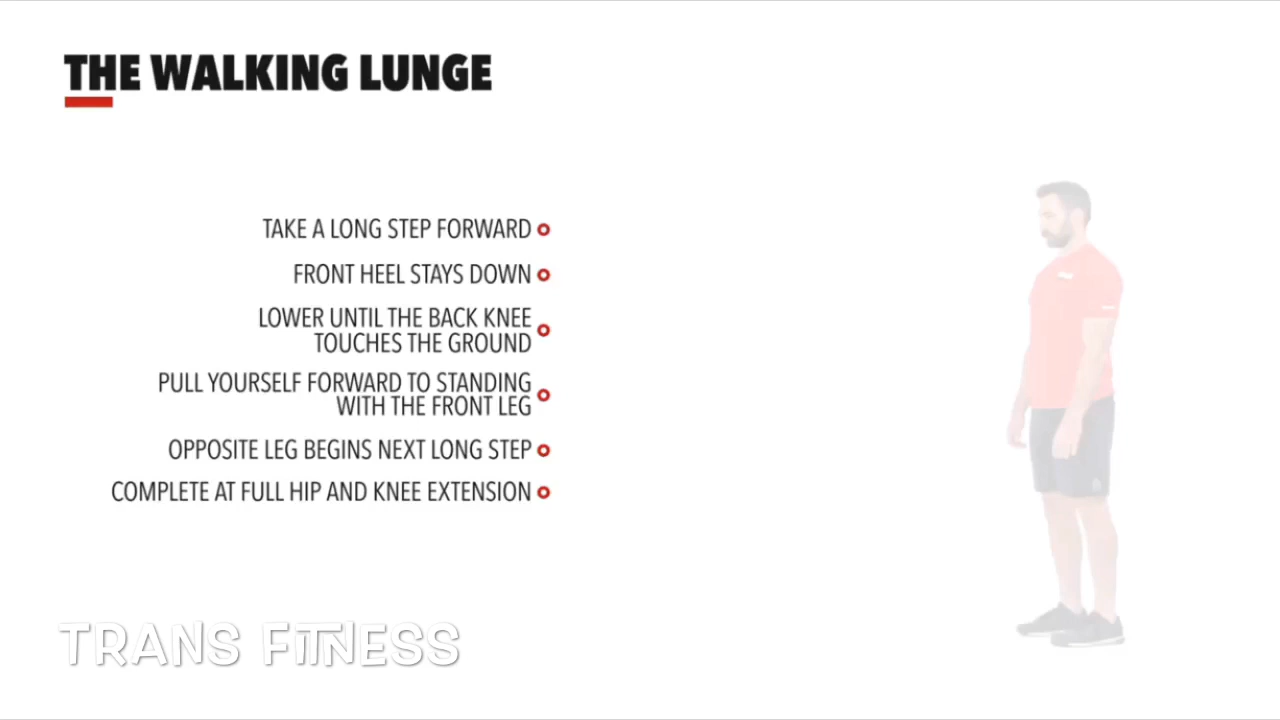 THE WALKING LUNGE
TAKE A LONG STEP FORWARD
FRONT HEEL STAYS DOWN
LOWER UNTIL THE BACK KNEE
TOUCHES THE GROUND
PULL YOURSELF FORWARD TO STANDING
WITH THE FRONT LEG
OPPOSITE LEG BEGINS NEXT LONG STEP
COMPLETE AT FULL HIP AND KNEE EXTENSION
TRANS FITNESS